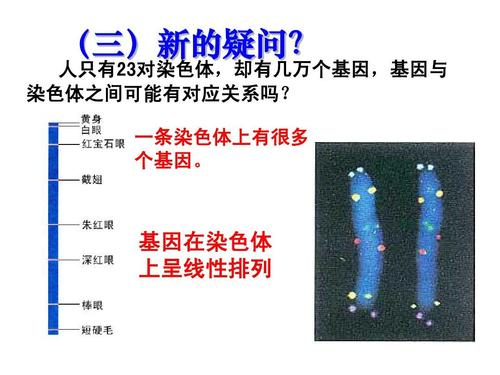 （三）新的疑问？
人只有23对染色体，却有几万个基因，基因与
染色体之间可能有对应关系吗？
黄身
白眼
红宝石眼
截翅
朱红眼
深红眼
棒眼
短硬毛
一条染色体上有很多
个基因。
基因在染色体
上呈线性排列